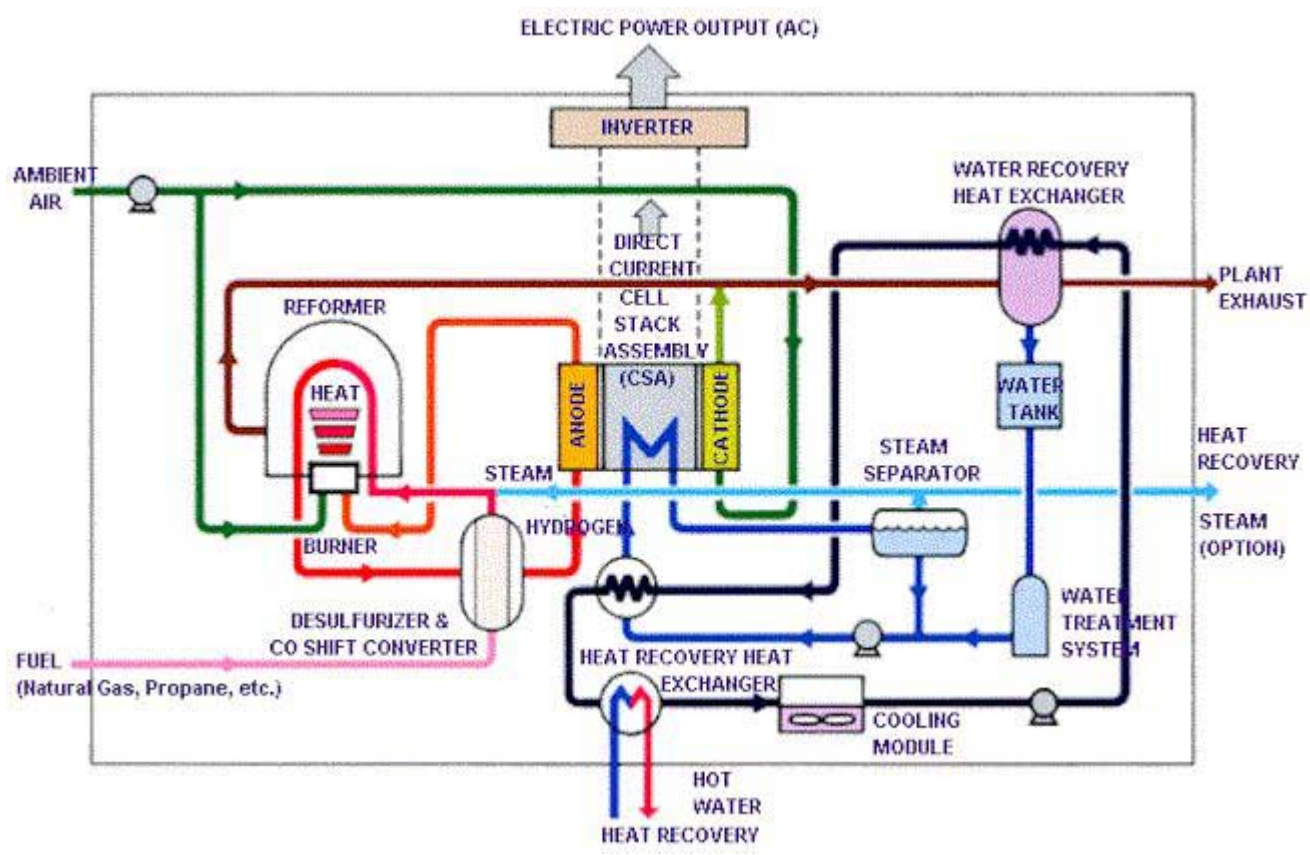 ELECTRIC POWER OUTPUT (AC)
INVERTER
AMBIENT
AIR
WATER RECOVERY
HEAT EXCHANGER
DIRECT
CURRENT
CELL
STACK
ASSEMBLY
(CSA)
PLANT
EXHAUST
REFORMER
HEAT
ANODE
CATHODE
WATER
TANK
STEAM
STEAM
SEPARATOR
HEAT
RECOVERY
STEAM
(OPTION)
HYDROGEN
BURNER
DESULFURIZER &
CO SHIFT CONVERTER
WATER
TREATMENT
SYSTEM
FUEL
(Natural Gas, Propane, etc.)
HEAT RECOVERY HEAT
EXCHANGER
COOLING
MODULE
HOT
WATER
HEAT RECOVERY